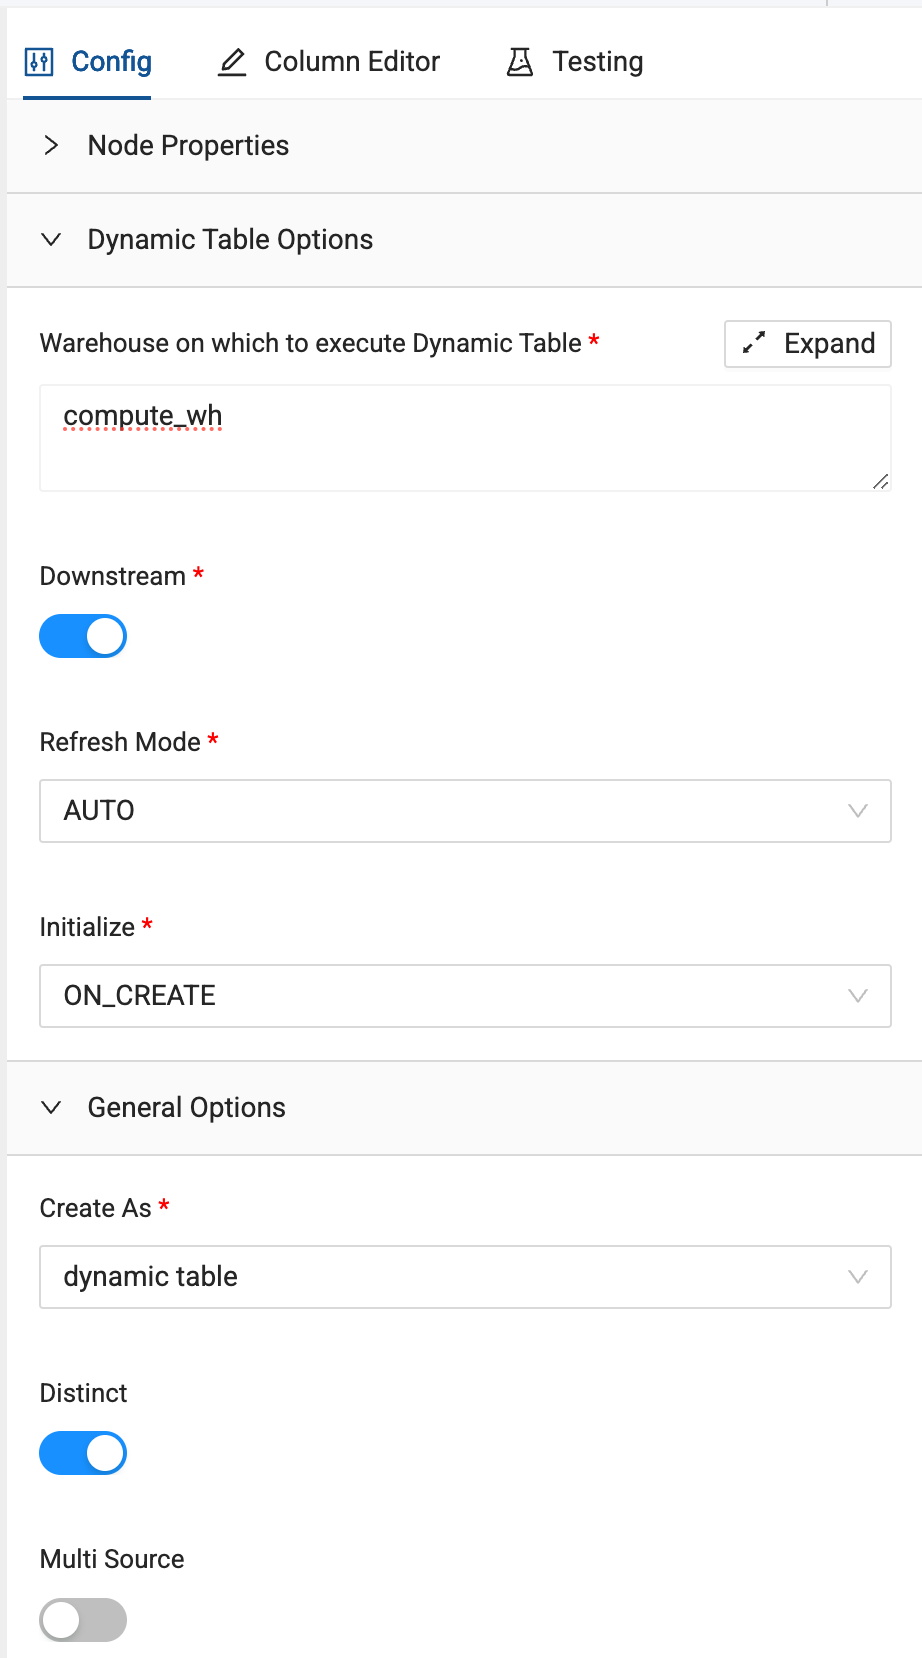 Config Column Editor Testing
Node Properties
Dynamic Table Options
Warehouse on which to execute Dynamic Table *
Expand
compute_wh
Downstream *
Refresh Mode *
AUTO
Initialize *
ON_CREATE
General Options
Create As *
dynamic table
Distinct
Multi Source